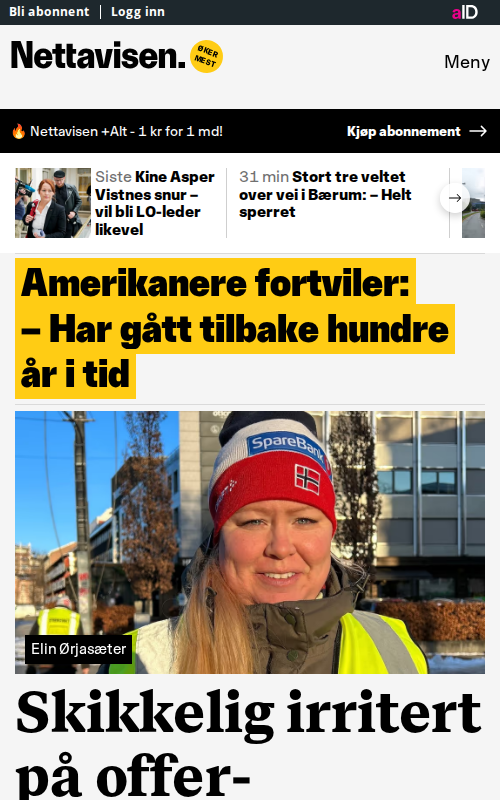 Bli abonnent | Logg inn
aID
Nettavisen.
ØKER
MEST
Meny
Nettavisen +Alt - 1 kr for 1 md!
Kjøp abonnement
Siste Kine Asper
Vistnes snur –
vil bli LO-leder
likevel
31 min Stort tre veltet
over vei i Bærum: – Helt
sperret
Amerikanere fortviler:
– Har gått tilbake hundre
år i tid
SpareBank
Elin Ørjasæter
Skikkelig irritert
på offer-